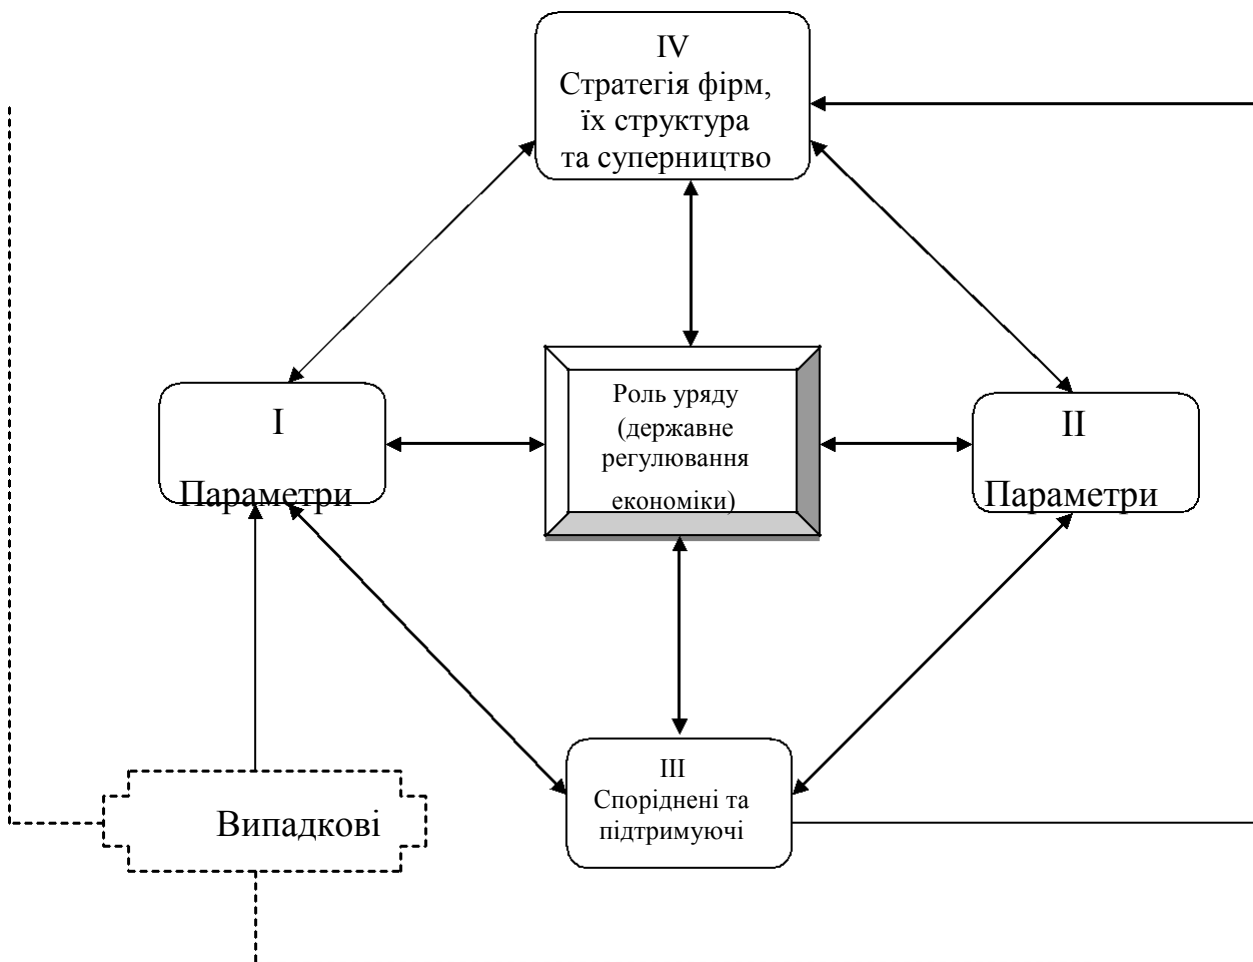 IV
Стратегія фірм,
їх структура
та суперництво
I
Параметри
Роль уряду
(державне
регулювання
економіки)
II
Параметри
III
Споріднені та
підтримуючі
Випадкові